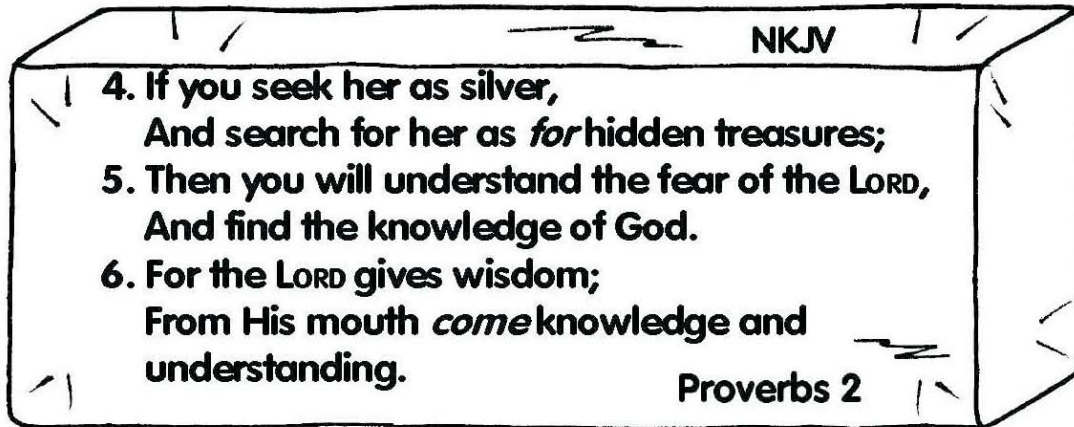 NKJV
4. If you seek her as silver,
And search for her as for hidden treasures;
5. Then you will understand the fear of the LORD,
And find the knowledge of God.
6. For the LORD gives wisdom;
From His mouth come knowledge and
understanding.
Proverbs 2